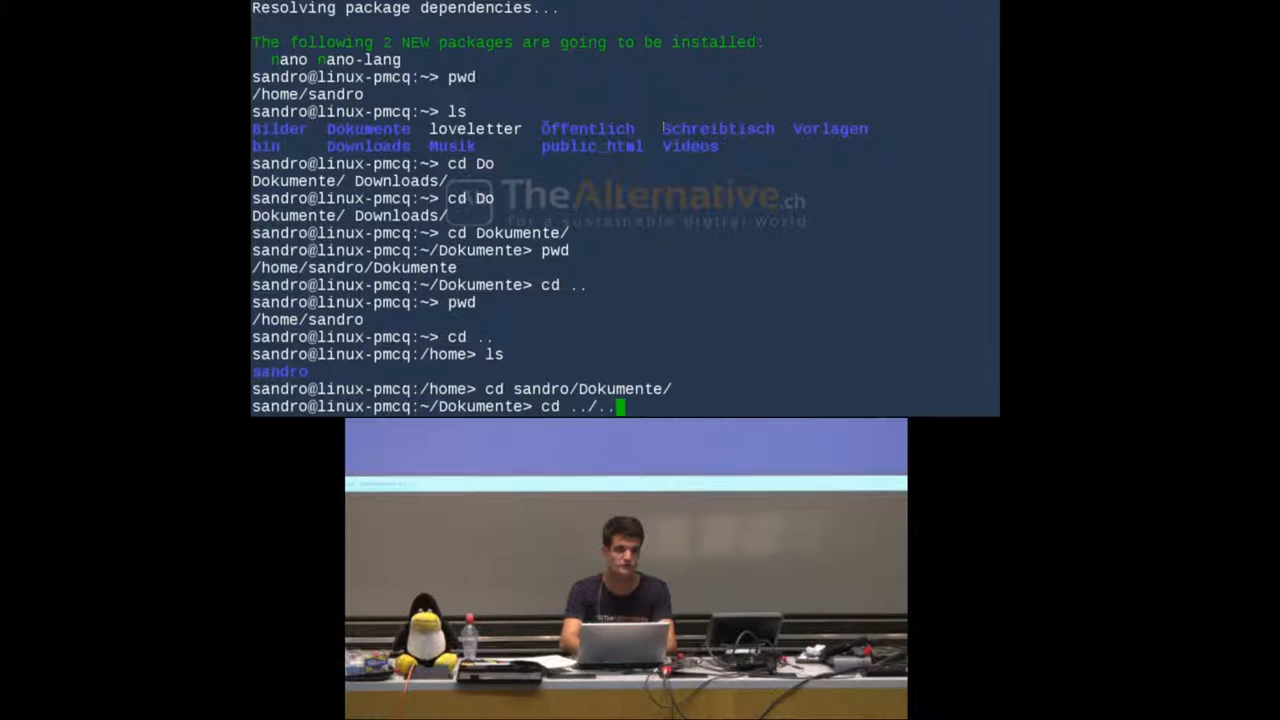 Resolving package dependencies...
The following 2 NEW packages are going to be installed:
nano nano-lang
sandro@linux-pmcq:~> pwd
/home/sandro
sandro@linux-pmcq:~> ls
Bilder Dokumente loveletter Öffentlich Schreibtisch Vorlagen
bin Downloads Musik public_html Videos
sandro@linux-pmcq:~> cd Do
Dokumente/ Downloads/
sandro@linux-pmcq:~> cd Do
Dokumente/ Downloads/
TheAlternative.ch
for a sustainable digital world
sandro@linux-pmcq:~> cd Dokumente/
sandro@linux-pmcq:~/Dokumente> pwd
/home/sandro/Dokumente
sandro@linux-pmcq:~/Dokumente> cd ..
sandro@linux-pmcq:~> pwd
/home/sandro
sandro@linux-pmcq:~> cd ..
sandro@linux-pmcq:/home> ls
sandro
sandro@linux-pmcq:/home> cd sandro/Dokumente/
sandro@linux-pmcq:~/Dokumente> cd ../..